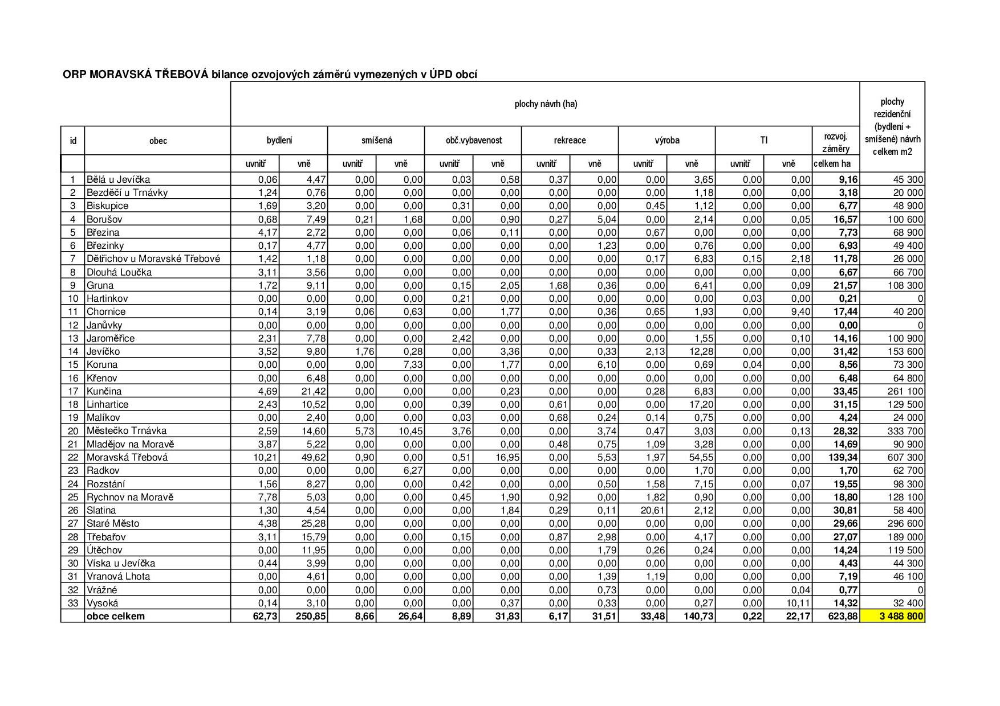 ORP MORAVSKÁ TŘEBOVÁ bilance ozvojových záměrú vymezených v ÚPD obcí
plochy návrh (ha)
plochy
rezidenční
(bydlení +
smíšené) návrh
celkem m2
id obec bydlení smíšená obč.vybavenost rekreace výroba TI rozvoj.
záměry
uvnitř vně uvnitř vně uvnitř vně uvnitř vně uvnitř vně uvnitř vně celkem ha
1 Bělá u Jevíčka 0,06 4,47 0,00 0,00 0,03 0,58 0,37 0,00 0,00 3,65 0,00 0,00 9,16 45 300
2 Bezděčí u Trnávky 1,24 0,76 0,00 0,00 0,00 0,00 0,00 0,00 0,00 1,18 0,00 0,00 3,18 20 000
3 Biskupice 1,69 3,20 0,00 0,00 0,31 0,00 0,00 0,00 0,45 1,12 0,00 0,00 6,77 48 900
4 Borušov 0,68 7,49 0,21 1,68 0,00 0,90 0,27 5,04 0,00 2,14 0,00 0,05 16,57 100 600
5 Březina 4,17 2,72 0,00 0,00 0,06 0,11 0,00 0,00 0,67 0,00 0,00 0,00 7,73 68 900
6 Březinky 0,17 4,77 0,00 0,00 0,00 0,00 0,00 1,23 0,00 0,76 0,00 0,00 6,93 49 400
7 Dětřichov u Moravské Třebové 1,42 1,18 0,00 0,00 0,00 0,00 0,00 0,00 0,17 6,83 0,15 2,18 11,78 26 000
8 Dlouhá Loučka 3,11 3,56 0,00 0,00 0,00 0,00 0,00 0,00 0,00 0,00 0,00 0,00 6,67 66 700
9 Gruna 1,72 9,11 0,00 0,00 0,15 2,05 1,68 0,36 0,00 6,41 0,00 0,09 21,57 108 300
10 Hartinkov 0,00 0,00 0,00 0,00 0,21 0,00 0,00 0,00 0,00 0,00 0,03 0,00 0,21 0
11 Chornice 0,14 3,19 0,06 0,63 0,00 1,77 0,00 0,36 0,65 1,93 0,00 9,40 17,44 40 200
12 Janůvky 0,00 0,00 0,00 0,00 0,00 0,00 0,00 0,00 0,00 0,00 0,00 0,00 0,00 0
13 Jaroměřice 2,31 7,78 0,00 0,00 2,42 0,00 0,00 0,00 0,00 1,55 0,00 0,10 14,16 100 900
14 Jevíčko 3,52 9,80 1,76 0,28 0,00 3,36 0,00 0,33 2,13 12,28 0,00 0,00 31,42 153 600
15 Koruna 0,00 0,00 0,00 7,33 0,00 1,77 0,00 6,10 0,00 0,69 0,04 0,00 8,56 73 300
16 Křenov 0,00 6,48 0,00 0,00 0,00 0,00 0,00 0,00 0,00 0,00 0,00 0,00 6,48 64 800
17 Kunčina 4,69 21,42 0,00 0,00 0,00 0,23 0,00 0,00 0,28 6,83 0,00 0,00 33,45 261 100
18 Linhartice 2,43 10,52 0,00 0,00 0,39 0,00 0,61 0,00 0,00 17,20 0,00 0,00 31,15 129 500
19 Malíkov 0,00 2,40 0,00 0,00 0,03 0,00 0,68 0,24 0,14 0,75 0,00 0,00 4,24 24 000
20 Městečko Trnávka 2,59 14,60 5,73 10,45 3,76 0,00 0,00 3,74 0,47 3,03 0,00 0,13 28,32 333 700
21 Mladějov na Moravě 3,87 5,22 0,00 0,00 0,00 0,00 0,48 0,75 1,09 3,28 0,00 0,00 14,69 90 900
22 Moravská Třebová 10,21 49,62 0,90 0,00 0,51 16,95 0,00 5,53 1,97 54,55 0,00 0,00 139,34 607 300
23 Radkov 0,00 0,00 0,00 6,27 0,00 0,00 0,00 0,00 0,00 1,70 0,00 0,00 1,70 62 700
24 Rozstání 1,56 8,27 0,00 0,00 0,42 0,00 0,00 0,50 1,58 7,15 0,00 0,07 19,55 98 300
25 Rychnov na Moravě 7,78 5,03 0,00 0,00 0,45 1,90 0,92 0,00 1,82 0,90 0,00 0,00 18,80 128 100
26 Slatina 1,30 4,54 0,00 0,00 0,00 1,84 0,29 0,11 20,61 2,12 0,00 0,00 30,81 58 400
27 Staré Město 4,38 25,28 0,00 0,00 0,00 0,00 0,00 0,00 0,00 0,00 0,00 0,00 29,66 296 600
28 Třebařov 3,11 15,79 0,00 0,00 0,15 0,00 0,87 2,98 0,00 4,17 0,00 0,00 27,07 189 000
29 Útěchov 0,00 11,95 0,00 0,00 0,00 0,00 0,00 1,79 0,26 0,24 0,00 0,00 14,24 119 500
30 Víska u Jevíčka 0,44 3,99 0,00 0,00 0,00 0,00 0,00 0,00 0,00 0,00 0,00 0,00 4,43 44 300
31 Vranová Lhota 0,00 4,61 0,00 0,00 0,00 0,00 0,00 1,39 1,19 0,00 0,00 0,00 7,19 46 100
32 Vrážné 0,00 0,00 0,00 0,00 0,00 0,00 0,00 0,73 0,00 0,00 0,00 0,04 0,77 0
33 Vysoká 0,14 3,10 0,00 0,00 0,00 0,37 0,00 0,33 0,00 0,27 0,00 10,11 14,32 32 400
obce celkem 62,73 250,85 8,66 26,64 8,89 31,83 6,17 31,51 33,48 140,73 0,22 22,17 623,88 3 488 800